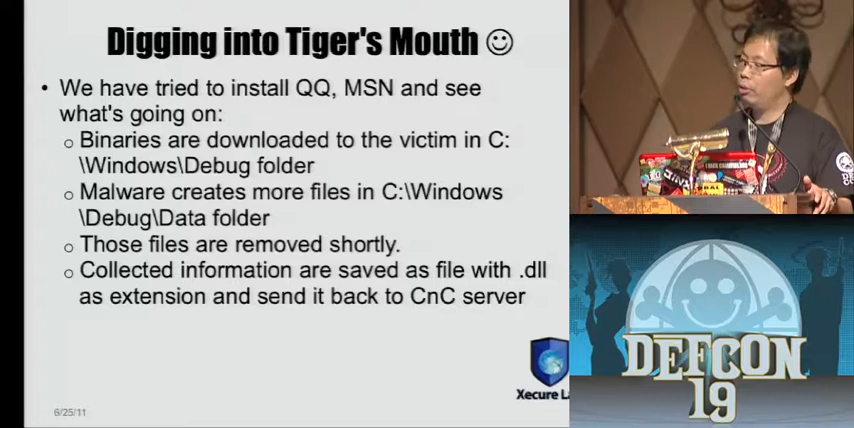 Digging into Tiger's Mouth
• We have tried to install QQ, MSN and see
what's going on:
o Binaries are downloaded to the victim in C:
\Windows\Debug folder
o Malware creates more files in C:\Windows
\Debug\Data folder
o Those files are removed shortly.
o Collected information are saved as file with .dll
as extension and send it back to CnC server
Xecure La
6/25/11
DEFCON
19